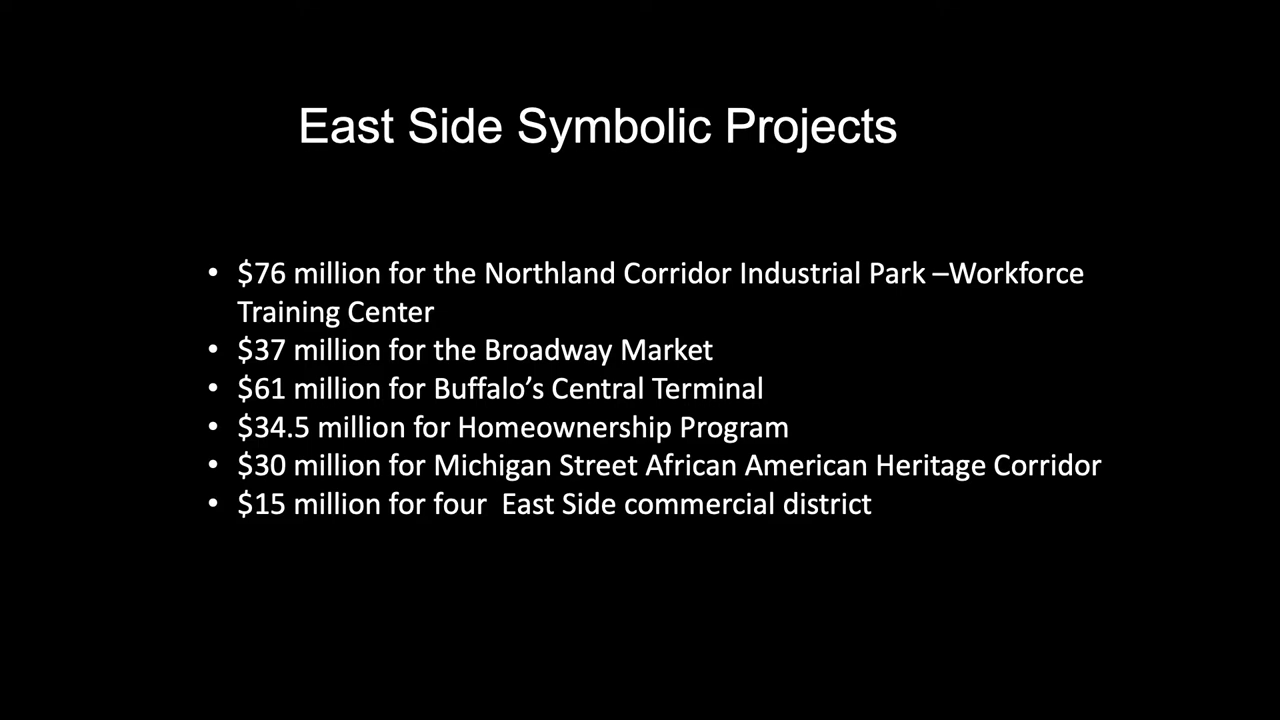 East Side Symbolic Projects
• $76 million for the Northland Corridor Industrial Park –Workforce
Training Center
• $37 million for the Broadway Market
• $61 million for Buffalo’s Central Terminal
• $34.5 million for Homeownership Program
• $30 million for Michigan Street African American Heritage Corridor
• $15 million for four  East Side commercial district